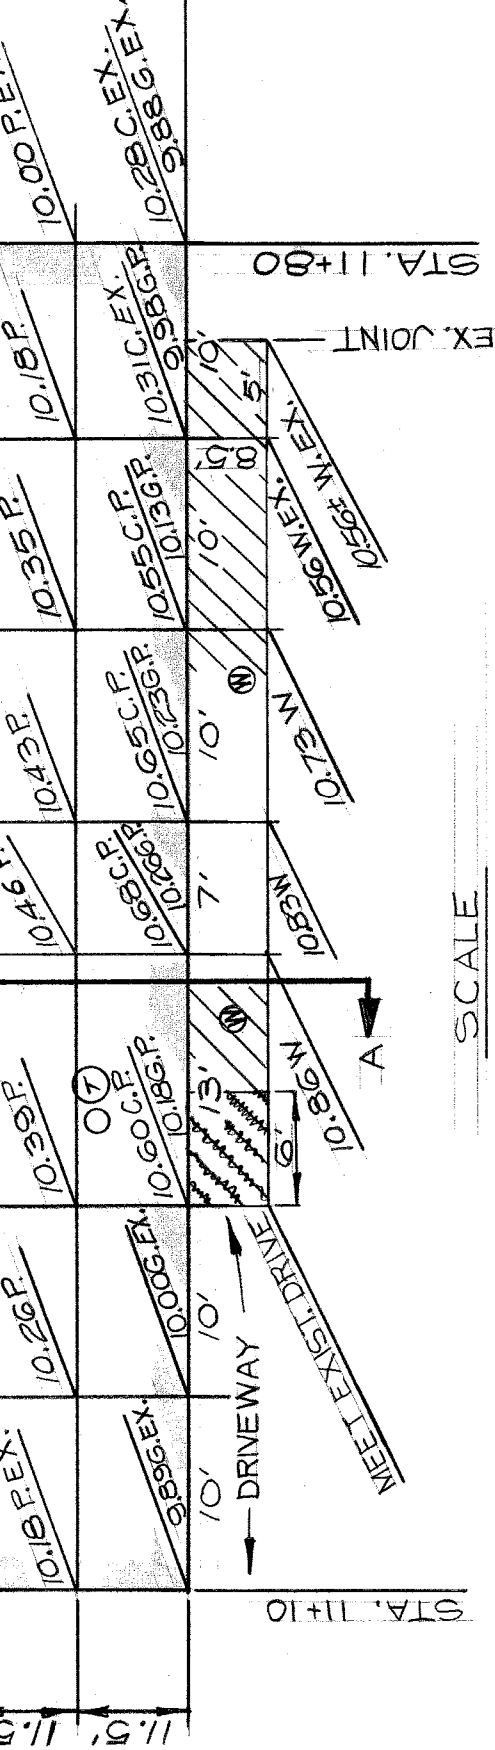 10.00 P.E
10.28 C.EX.
9.88 G.EX.
STA. 11+80
10.18 P.
10.31 C.EX.
9.98 G.P.
10'
5'
EX. JOINT
10.56± W.EX.
8.5'
10.35 P.
10.55 C.P.
10.13 G.P.
10'
10.56 W.EX.
10.43 P.
10.65 C.P.
10.23 G.P.
W
10'
10.73 W
10.46 P.
10.68 C.P.
10.26 G.P.
7'
10.83 W
SCALE
W
A
10.39 P.
7
10.60 C.P.
10.18 G.P.
13'
6'
10.86 W
10.26 P.
10.00 G.EX.
10'
MEET EXIST. DRIVE
DRIVEWAY
10.18 P.EX.
9.89 G.EX.
10'
STA. 11+10
11.5
11.5'